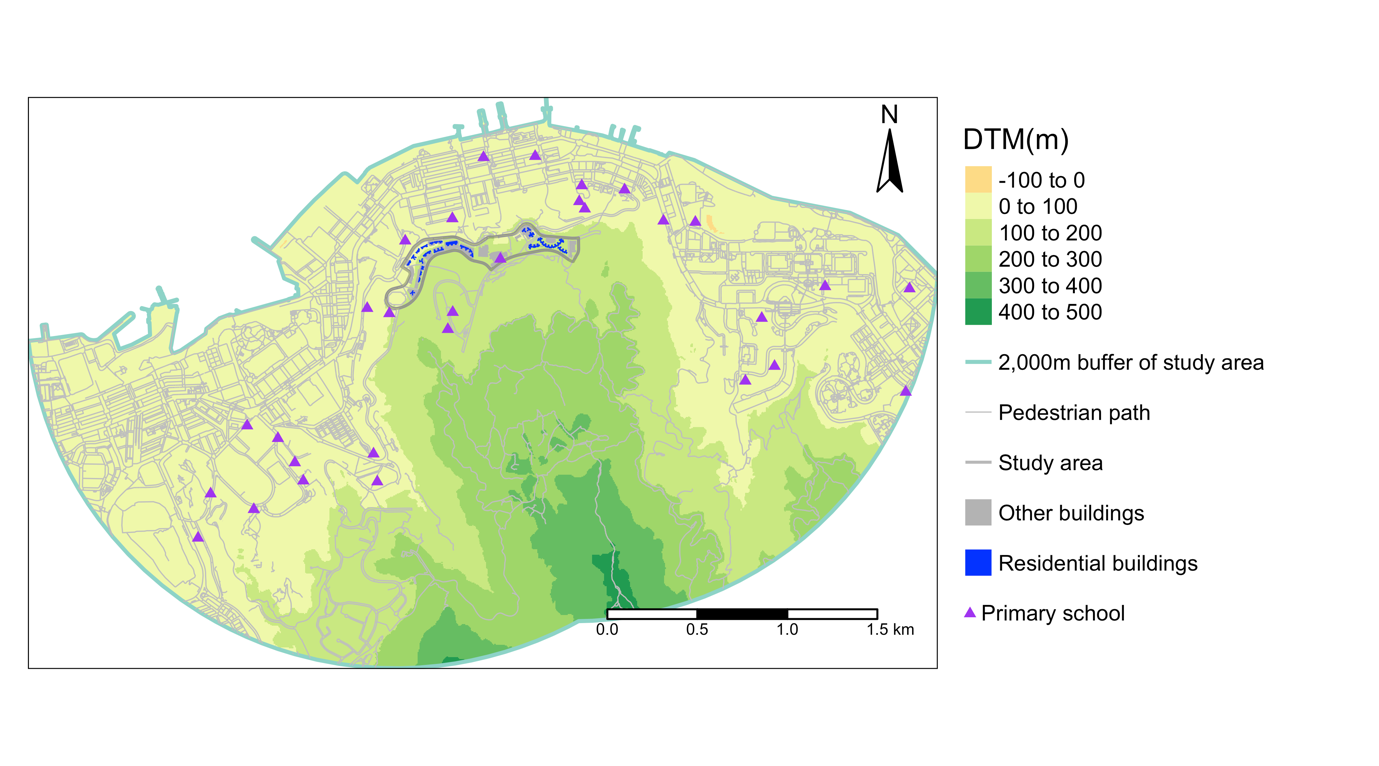 N
DTM(m)
-100 to 0
0 to 100
100 to 200
200 to 300
300 to 400
400 to 500
2,000m buffer of study area
Pedestrian path
Study area
Other buildings
Residential buildings
Primary school
0.0 0.5 1.0 1.5 km